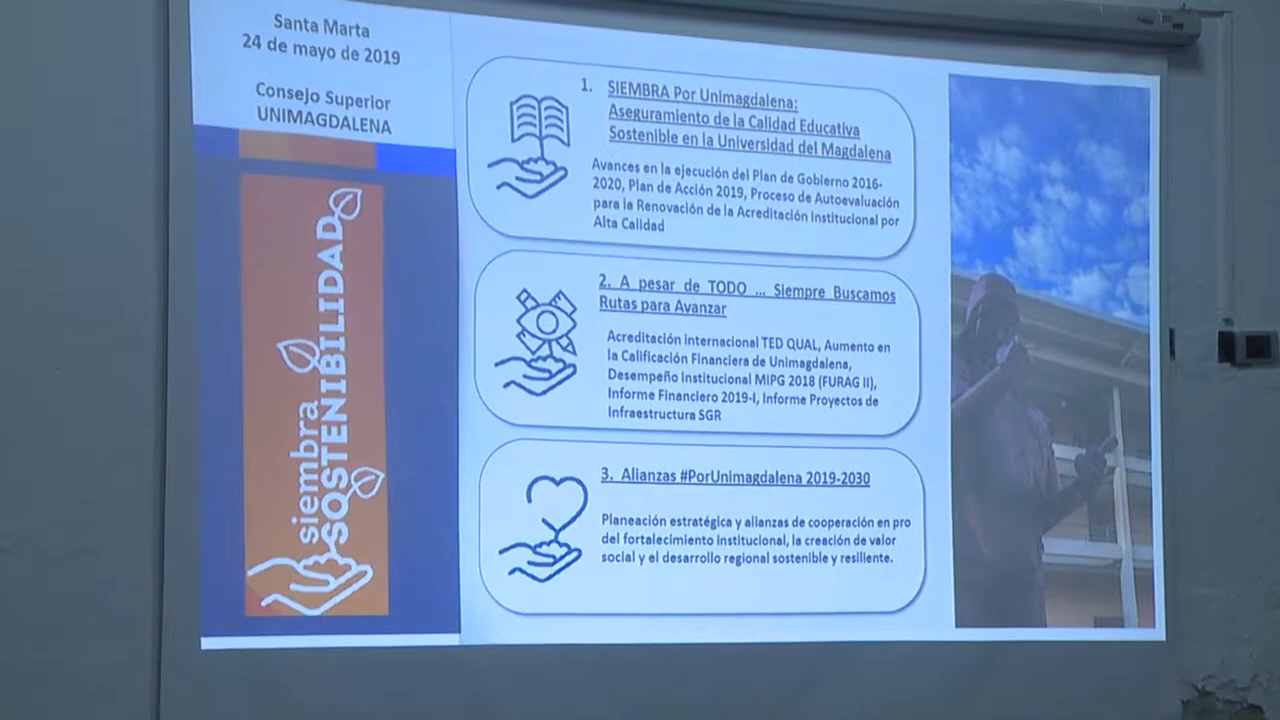 Santa Marta
24 de mayo de 2019
Consejo Superior
UNIMAGDALENA
siembra
SOSTENIBILIDAD
1. SIEMBRA Por Unimagdalena:
Aseguramiento de la Calidad Educativa
Sostenible en la Universidad del Magdalena
Avances en la ejecución del Plan de Gobierno 2016-
2020, Plan de Acción 2019, Proceso de Autoevaluación
para la Renovación de la Acreditación Institucional por
Alta Calidad
2. A pesar de TODO ... Siempre Buscamos
Rutas para Avanzar
Acreditación internacional TED QUAL, Aumento en
la Calificación Financiera de Unimagdalena,
Desempeño Institucional MIPG 2018 (FURAG II),
Informe Financiero 2019-I, Informe Proyectos de
Infraestructura SGR
3. Alianzas #PorUnimagdalena 2019-2030
Planeación estratégica y alianzas de cooperación en pro
del fortalecimiento institucional, la creación de valor
social y el desarrollo regional sostenible y resiliente.